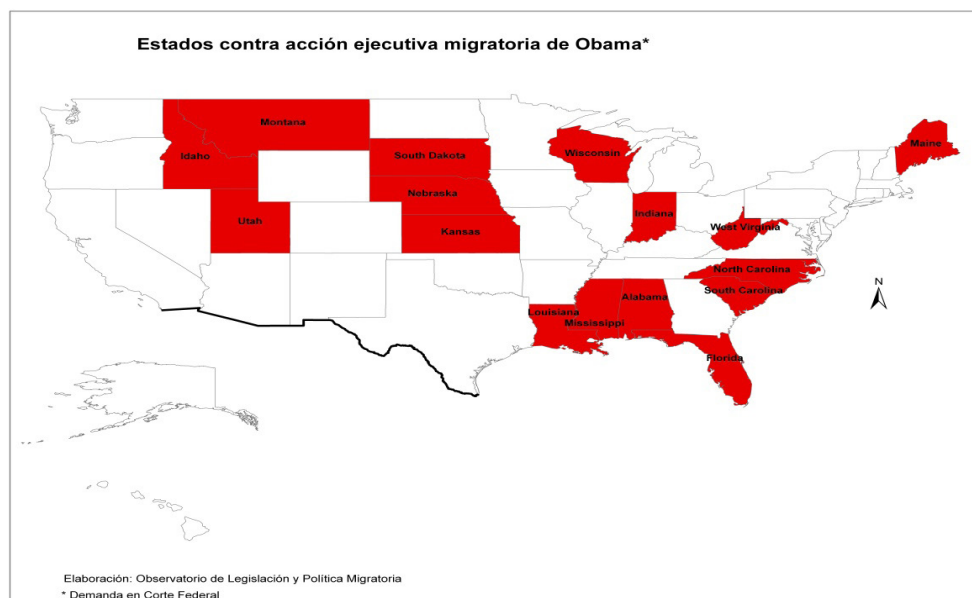 Estados contra acción ejecutiva migratoria de Obama*
Montana
Maine
Idaho
South Dakota
Wisconsin
Nebraska
Utah
Kansas
Indiana
West Virginia
North Carolina
South Carolina
N
Alabama
Louisiana
Mississippi
Florida
Elaboración: Observatorio de Legislación y Política Migratoria
* Demanda en Corte Federal